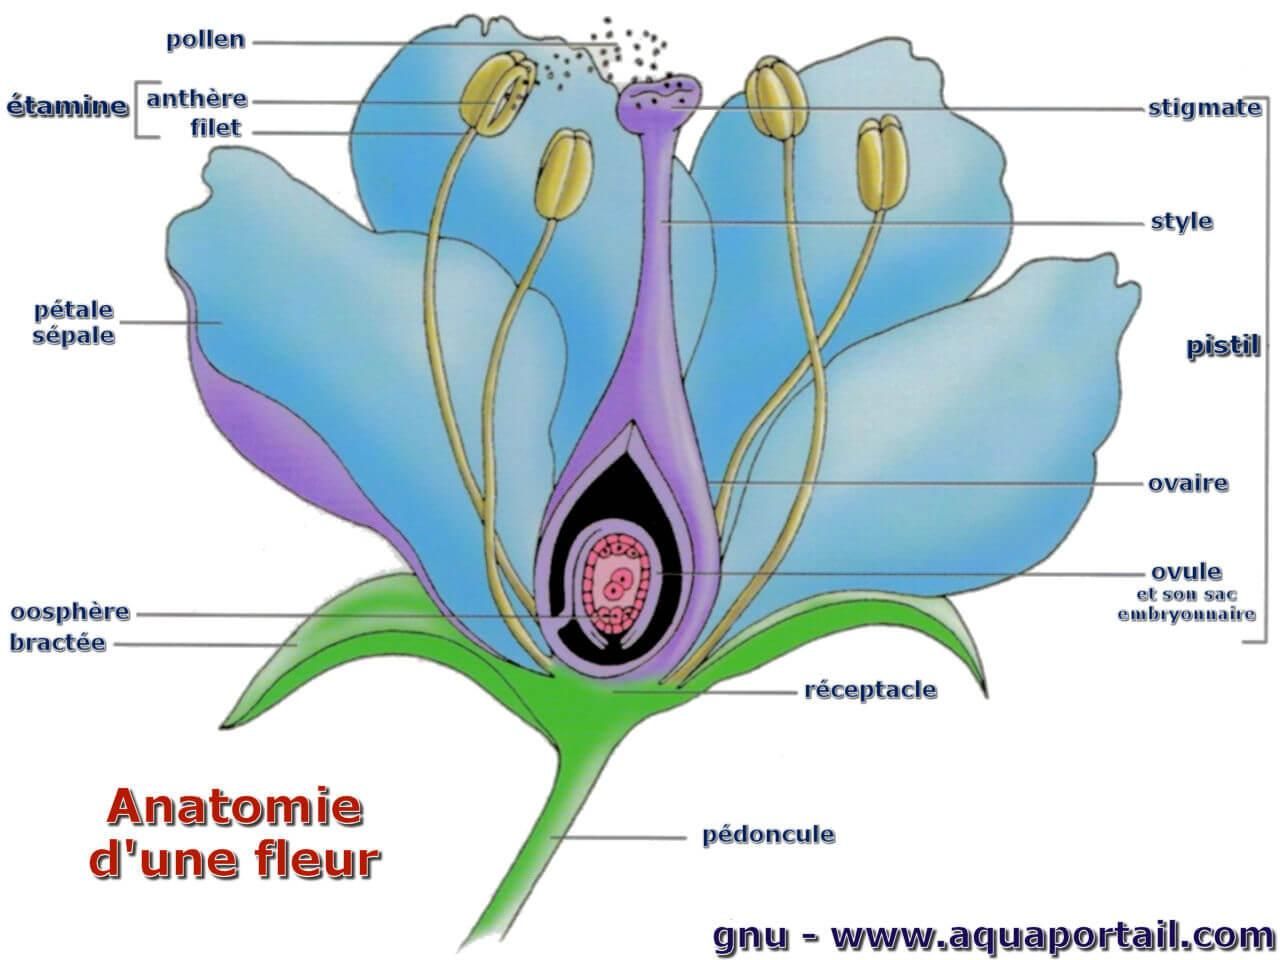 pollen
étamine
anthère
filet
stigmate
style
pétale
sépale
pistil
ovaire
ovule
et son sac
embryonnaire
oosphère
bractée
réceptacle
Anatomie
d'une fleur
pédoncule
gnu - www.aquaportail.com